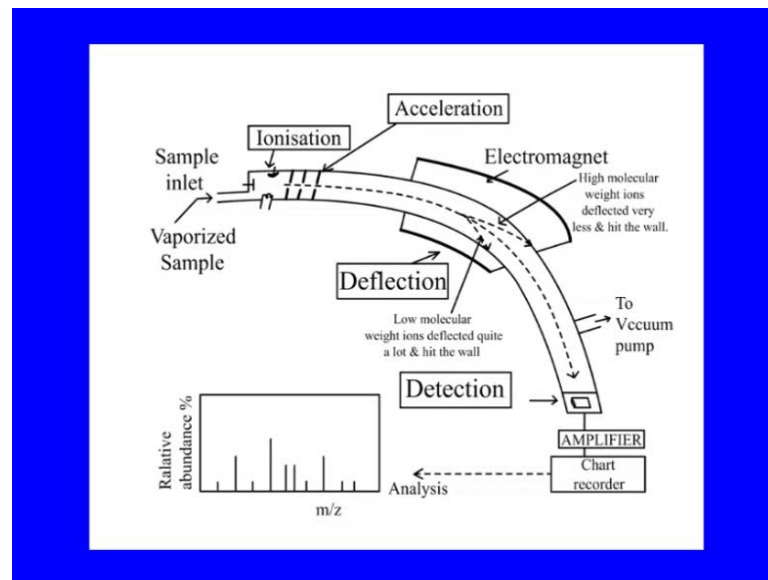 Acceleration
Ionisation
Sample
inlet
Vaporized
Sample
Electromagnet
High molecular
weight ions
deflected very
less & hit the wall.
Deflection
Low molecular
weight ions deflected quite
a lot & hit the wall
To
Vccuum
pump
Detection
AMPLIFIER
Chart
recorder
Analysis
Ralative
abundance %
m/z